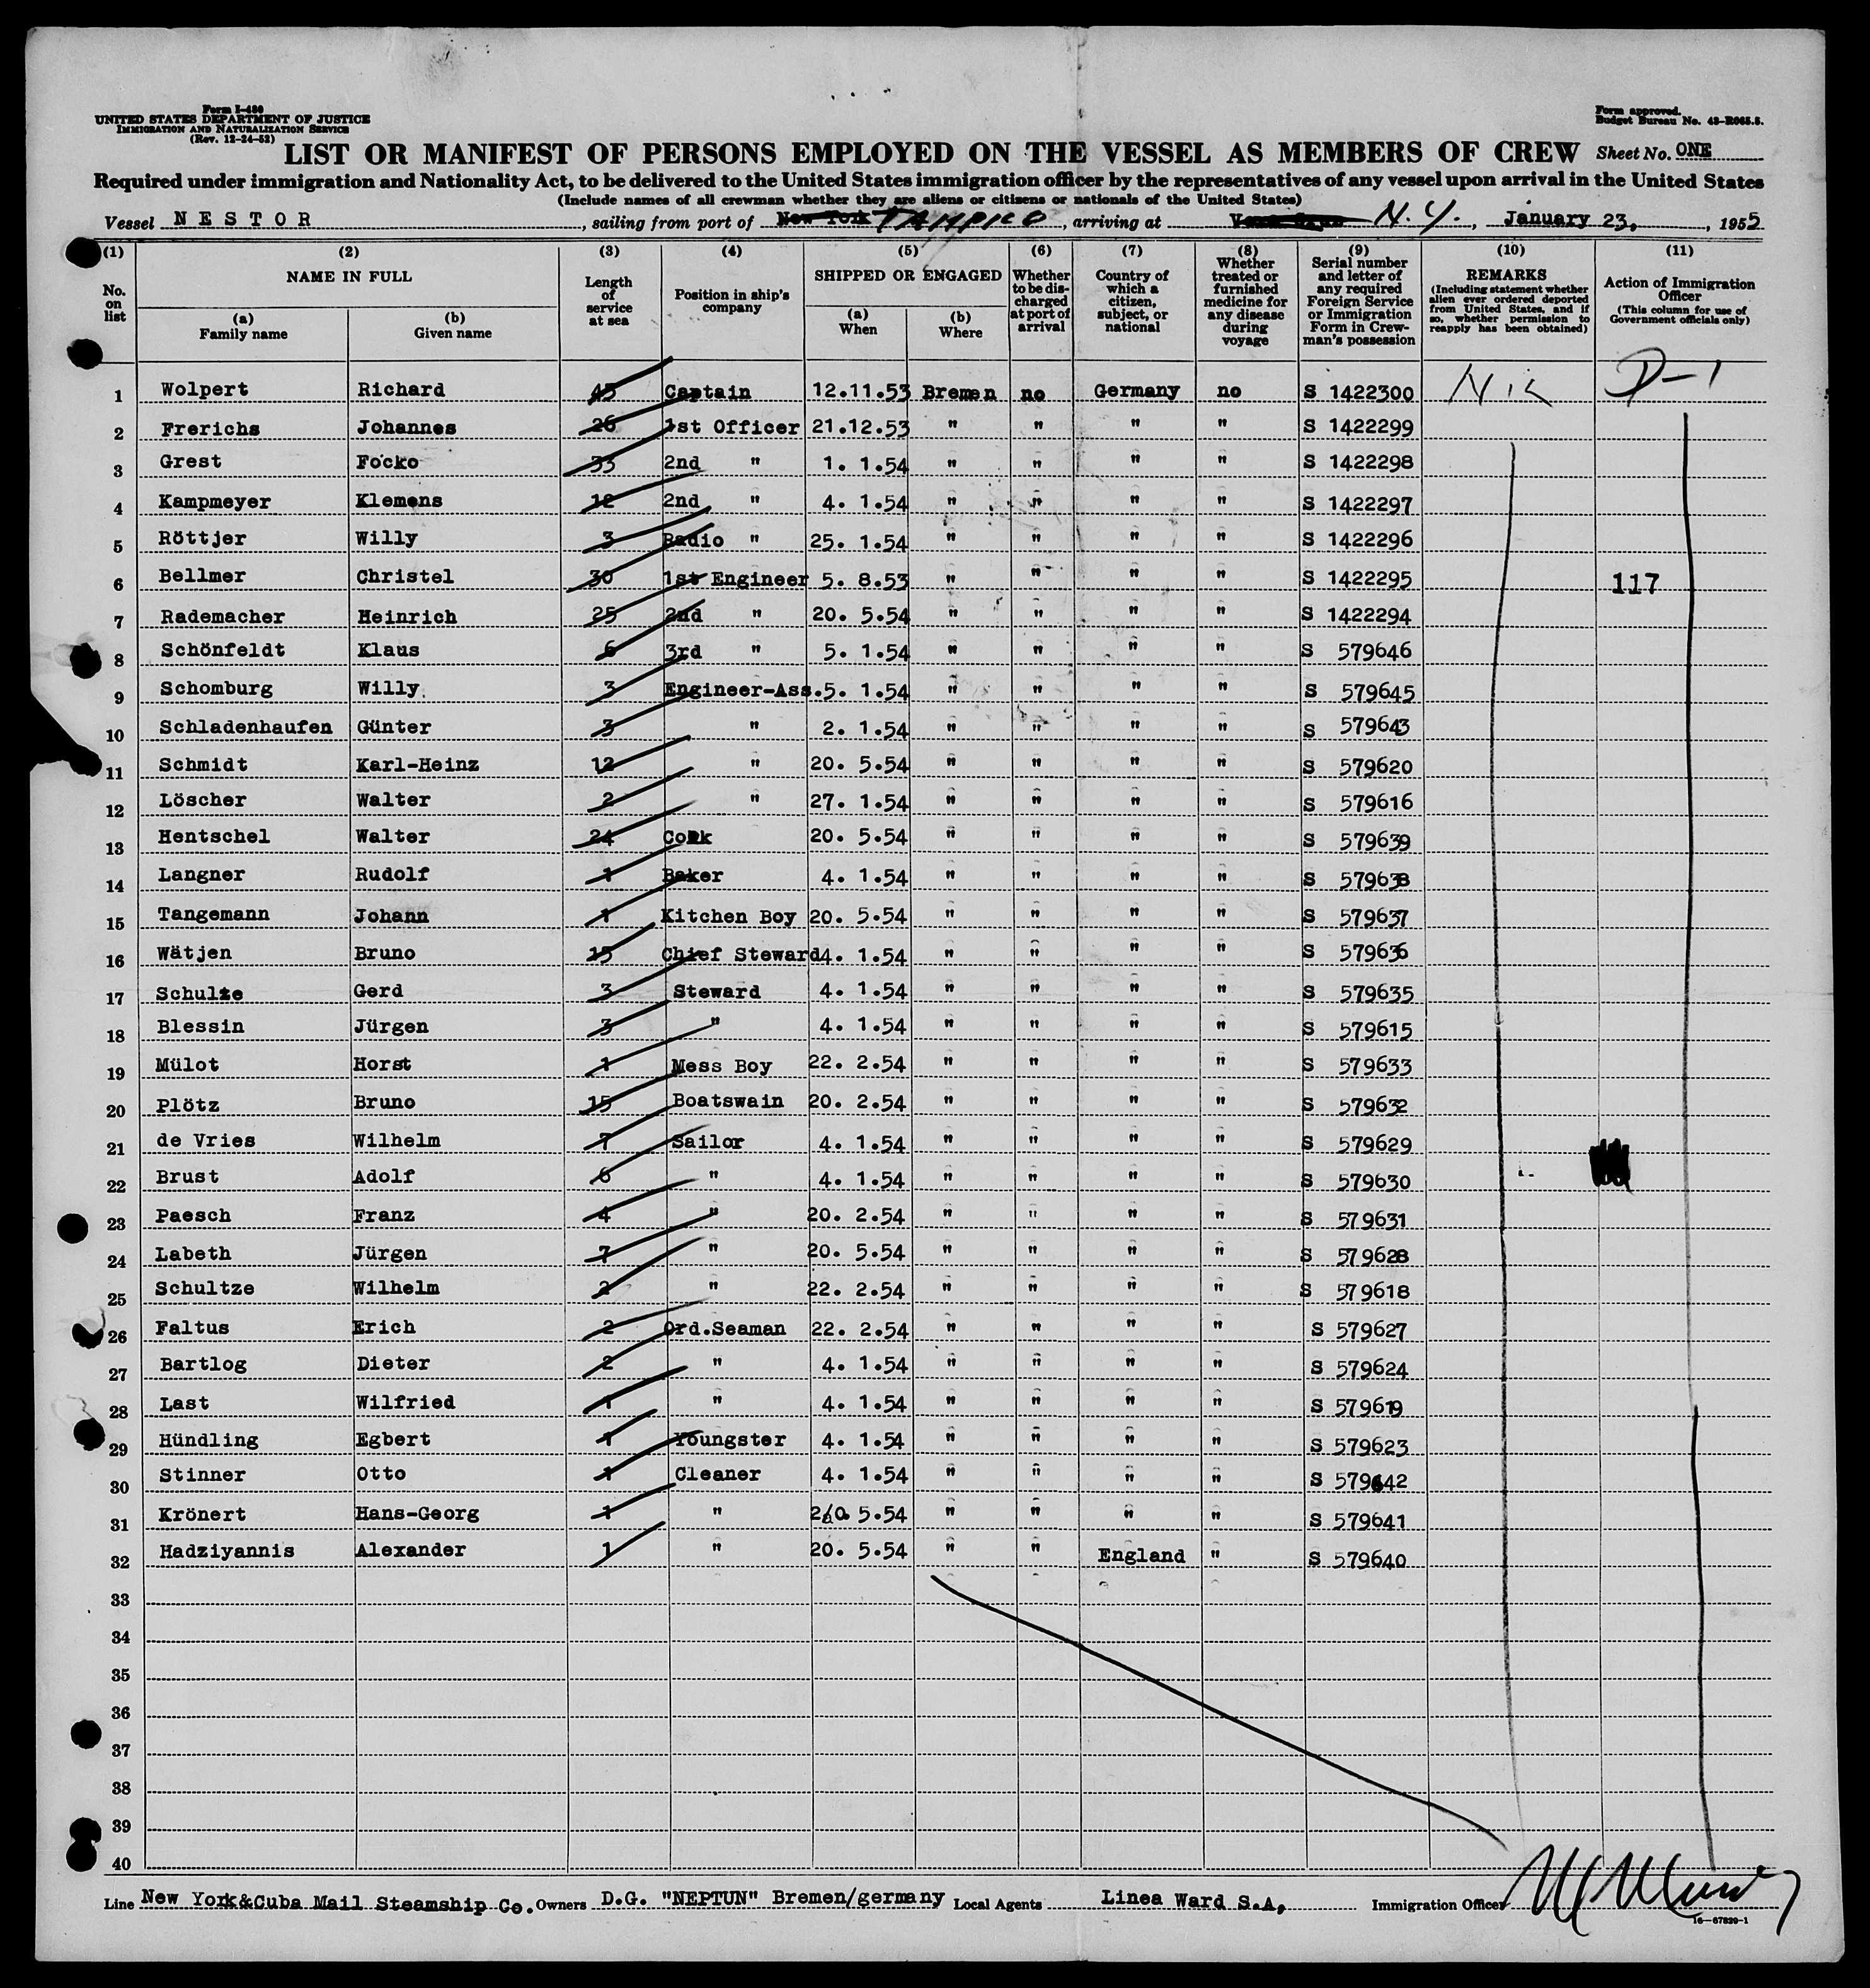 Form I-480
UNITED STATES DEPARTMENT OF JUSTICE
IMMIGRATION AND NATURALIZATION SERVICE
(Rev. 12-24-52)
Form approved.
Budget Bureau No. 43-R065.5.
LIST OR MANIFEST OF PERSONS EMPLOYED ON THE VESSEL AS MEMBERS OF CREW Sheet No. ONE
Required under immigration and Nationality Act, to be delivered to the United States immigration officer by the representatives of any vessel upon arrival in the United States
(Include names of all crewman whether they are aliens or citizens or nationals of the United States)
Vessel NESTOR, sailing from port of New York TAMPICO, arriving at N.Y., January 23, 1955
(1) (2) (3) (4) (5) (6) (7) (8) (9) (10) (11)
No. on list
NAME IN FULL
(a) Family name
(b) Given name
Length of service at sea
Position in ship's company
SHIPPED OR ENGAGED
(a) When
(b) Where
Whether to be discharged at port of arrival
Country of which a citizen, subject, or national
Whether treated or furnished medicine for any disease during voyage
Serial number and letter of any required Foreign Service or Immigration Form in Crewman's possession
REMARKS
(Including statement whether alien ever ordered deported from United States, and if so, whether permission to reapply has been obtained)
Action of Immigration Officer
(This column for use of Government officials only)
1 Wolpert Richard 45 Captain 12.11.53 Bremen no Germany no S 1422300 Nil D-1
2 Frerichs Johannes 26 1st Officer 21.12.53 " " " " S 1422299
3 Grest Focko 33 2nd " 1. 1.54 " " " " S 1422298
4 Kampmeyer Klemens 12 2nd " 4. 1.54 " " " " S 1422297
5 Röttjer Willy 3 Radio " 25. 1.54 " " " " S 1422296
6 Bellmer Christel 30 1st Engineer 5. 8.53 " " " " S 1422295 117
7 Rademacher Heinrich 25 2nd " 20. 5.54 " " " " S 1422294
8 Schönfeldt Klaus 6 3rd " 5. 1.54 " " " " S 579646
9 Schomburg Willy 3 Engineer-Ass. 5. 1.54 " " " " S 579645
10 Schladenhaufen Günter 3 " 2. 1.54 " " " " S 579643
11 Schmidt Karl-Heinz 12 " 20. 5.54 " " " " S 579620
12 Löscher Walter 2 " 27. 1.54 " " " " S 579616
13 Hentschel Walter 24 Cook 20. 5.54 " " " " S 579639
14 Langner Rudolf 1 Baker 4. 1.54 " " " " S 579638
15 Tangemann Johann 1 Kitchen Boy 20. 5.54 " " " " S 579637
16 Wätjen Bruno 15 Chief Steward 4. 1.54 " " " " S 579636
17 Schulze Gerd 3 Steward 4. 1.54 " " " " S 579635
18 Blessin Jürgen 3 " 4. 1.54 " " " " S 579615
19 Mülot Horst 1 Mess Boy 22. 2.54 " " " " S 579633
20 Plötz Bruno 15 Boatswain 20. 2.54 " " " " S 579632
21 de Vries Wilhelm 7 Sailor 4. 1.54 " " " " S 579629
22 Brust Adolf 6 " 4. 1.54 " " " " S 579630
23 Paesch Franz 4 " 20. 2.54 " " " " S 579631
24 Labeth Jürgen 7 " 20. 5.54 " " " " S 579628
25 Schultze Wilhelm 2 " 22. 2.54 " " " " S 579618
26 Faltus Erich 2 Ord.Seaman 22. 2.54 " " " " S 579627
27 Bartlog Dieter 2 " 4. 1.54 " " " " S 579624
28 Last Wilfried 1 " 4. 1.54 " " " " S 579619
29 Hündling Egbert 1 Youngster 4. 1.54 " " " " S 579623
30 Stinner Otto 1 Cleaner 4. 1.54 " " " " S 579642
31 Krönert Hans-Georg 1 " 5.54 " " " " S 579641
32 Hadziyannis Alexander 1 " 20. 5.54 " " England " S 579640
33
34
35
36
37
38
39
40
Line New York&Cuba Mail Steamship Co. Owners D.G. "NEPTUN" Bremen/germany Local Agents Linea Ward S.A, Immigration Officer
16—67829-1